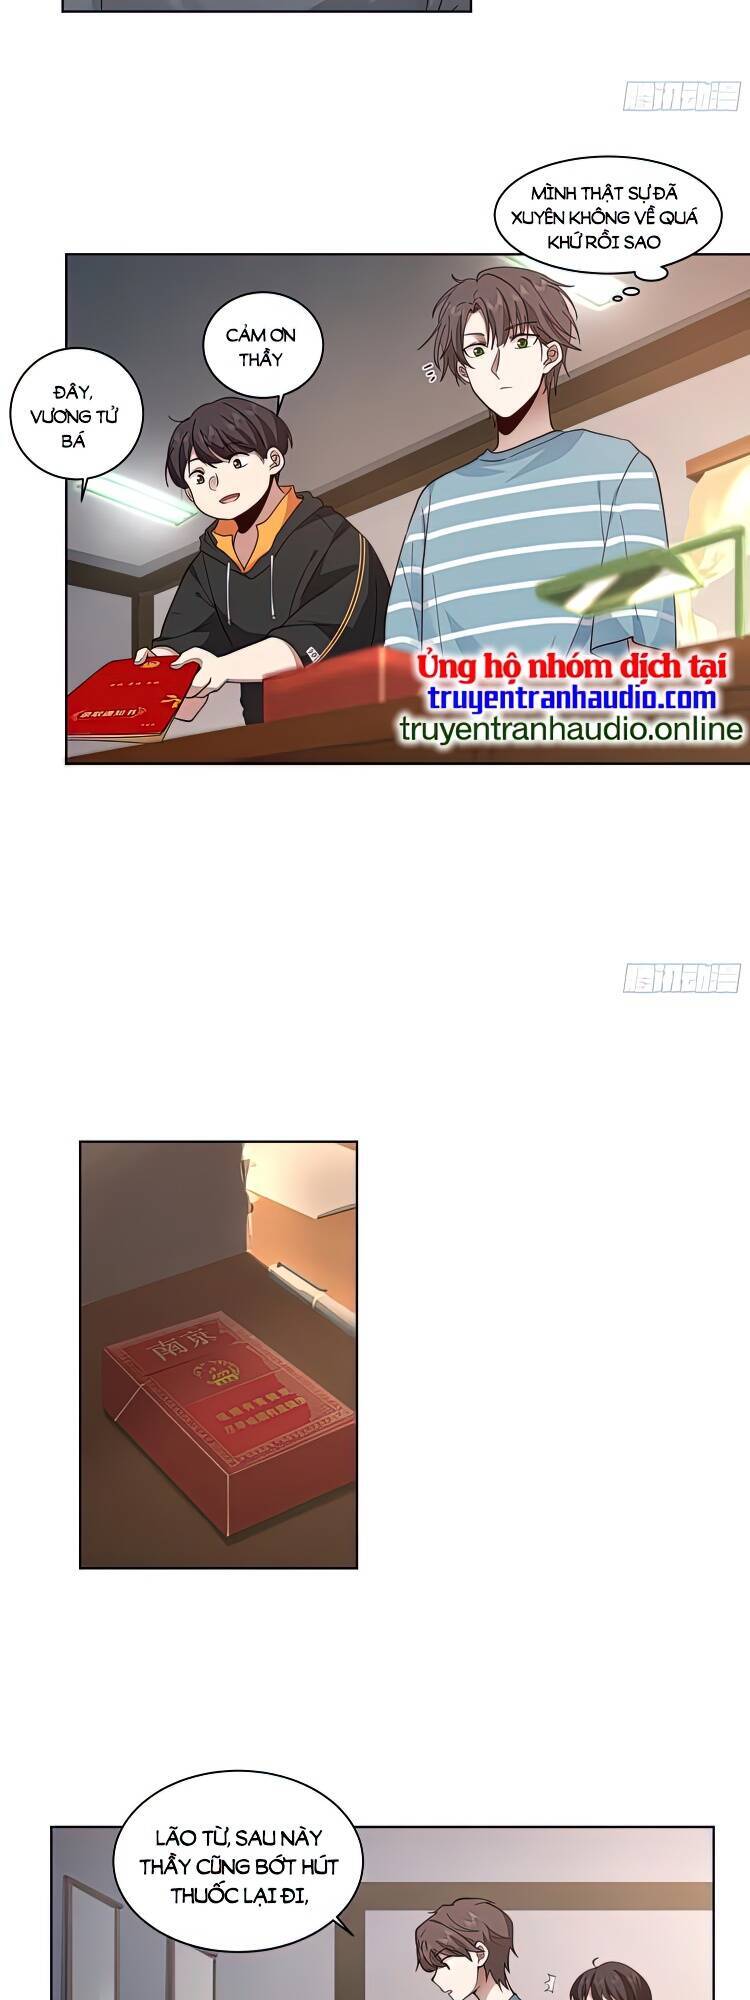 MÌNH THẬT SỰ ĐÃ
XUYÊN KHÔNG VỀ QUÁ
KHỨ RỒI SAO
CẢM ƠN
THẦY
ĐÂY,
VƯƠNG TỬ
BÁ
Ủng hộ nhóm dịch tại
truyentranhaudio.com
truyentranhaudio.online
南京
LÃO TỪ, SAU NÀY
THẦY CŨNG BỚT HÚT
THUỐC LẠI ĐI,